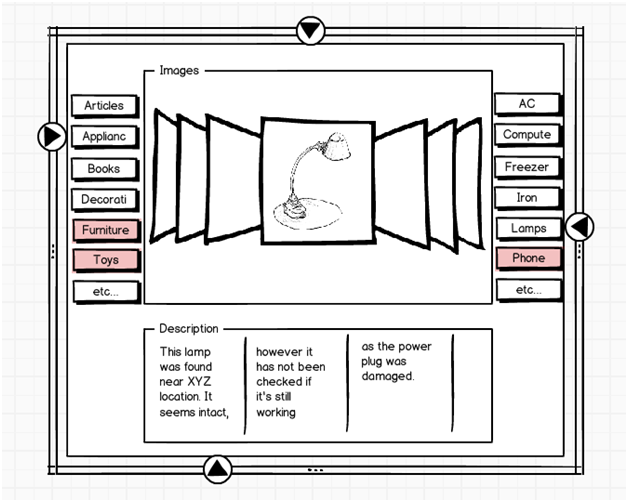 Images
Articles
Applianc
Books
Decorati
Furniture
Toys
etc...
AC
Compute
Freezer
Iron
Lamps
Phone
etc...
Description
This lamp
was found
near XYZ
location. It
seems intact,
however it
has not been
checked if
it's still
working
as the power
plug was
damaged.